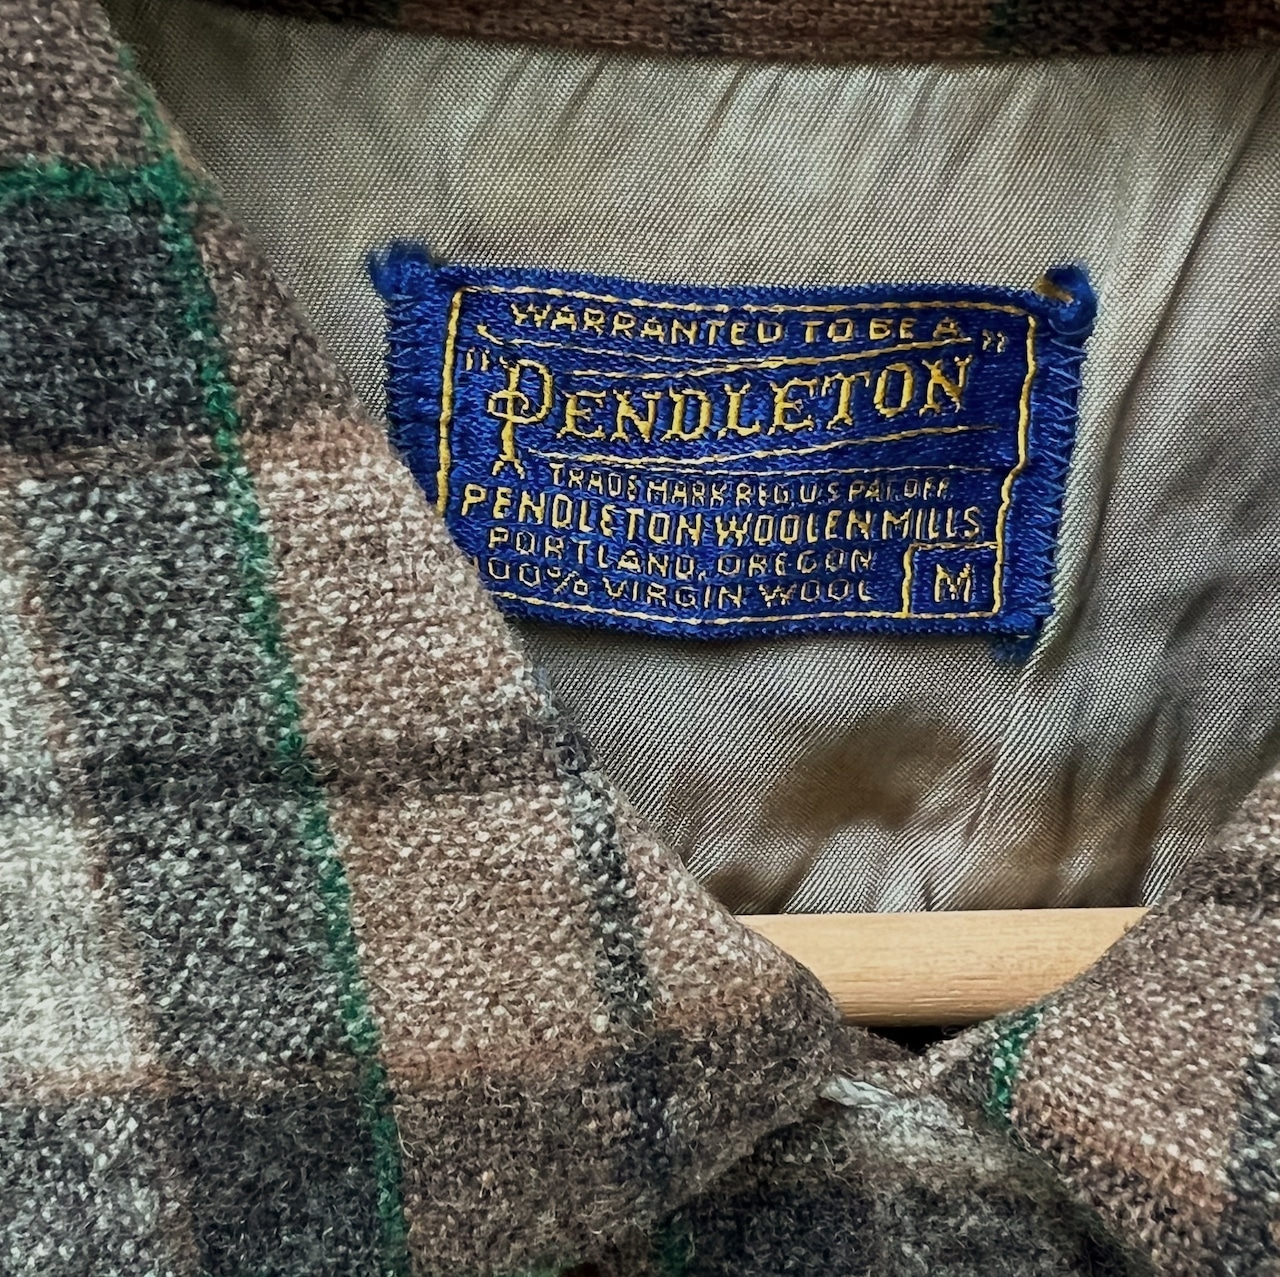 WARRANTED TO BE A
"PENDLETON"
TRADE MARK REG. U.S. PAT. OFF.
PENDLETON WOOLEN MILLS
PORTLAND, OREGON
100% VIRGIN WOOL
M